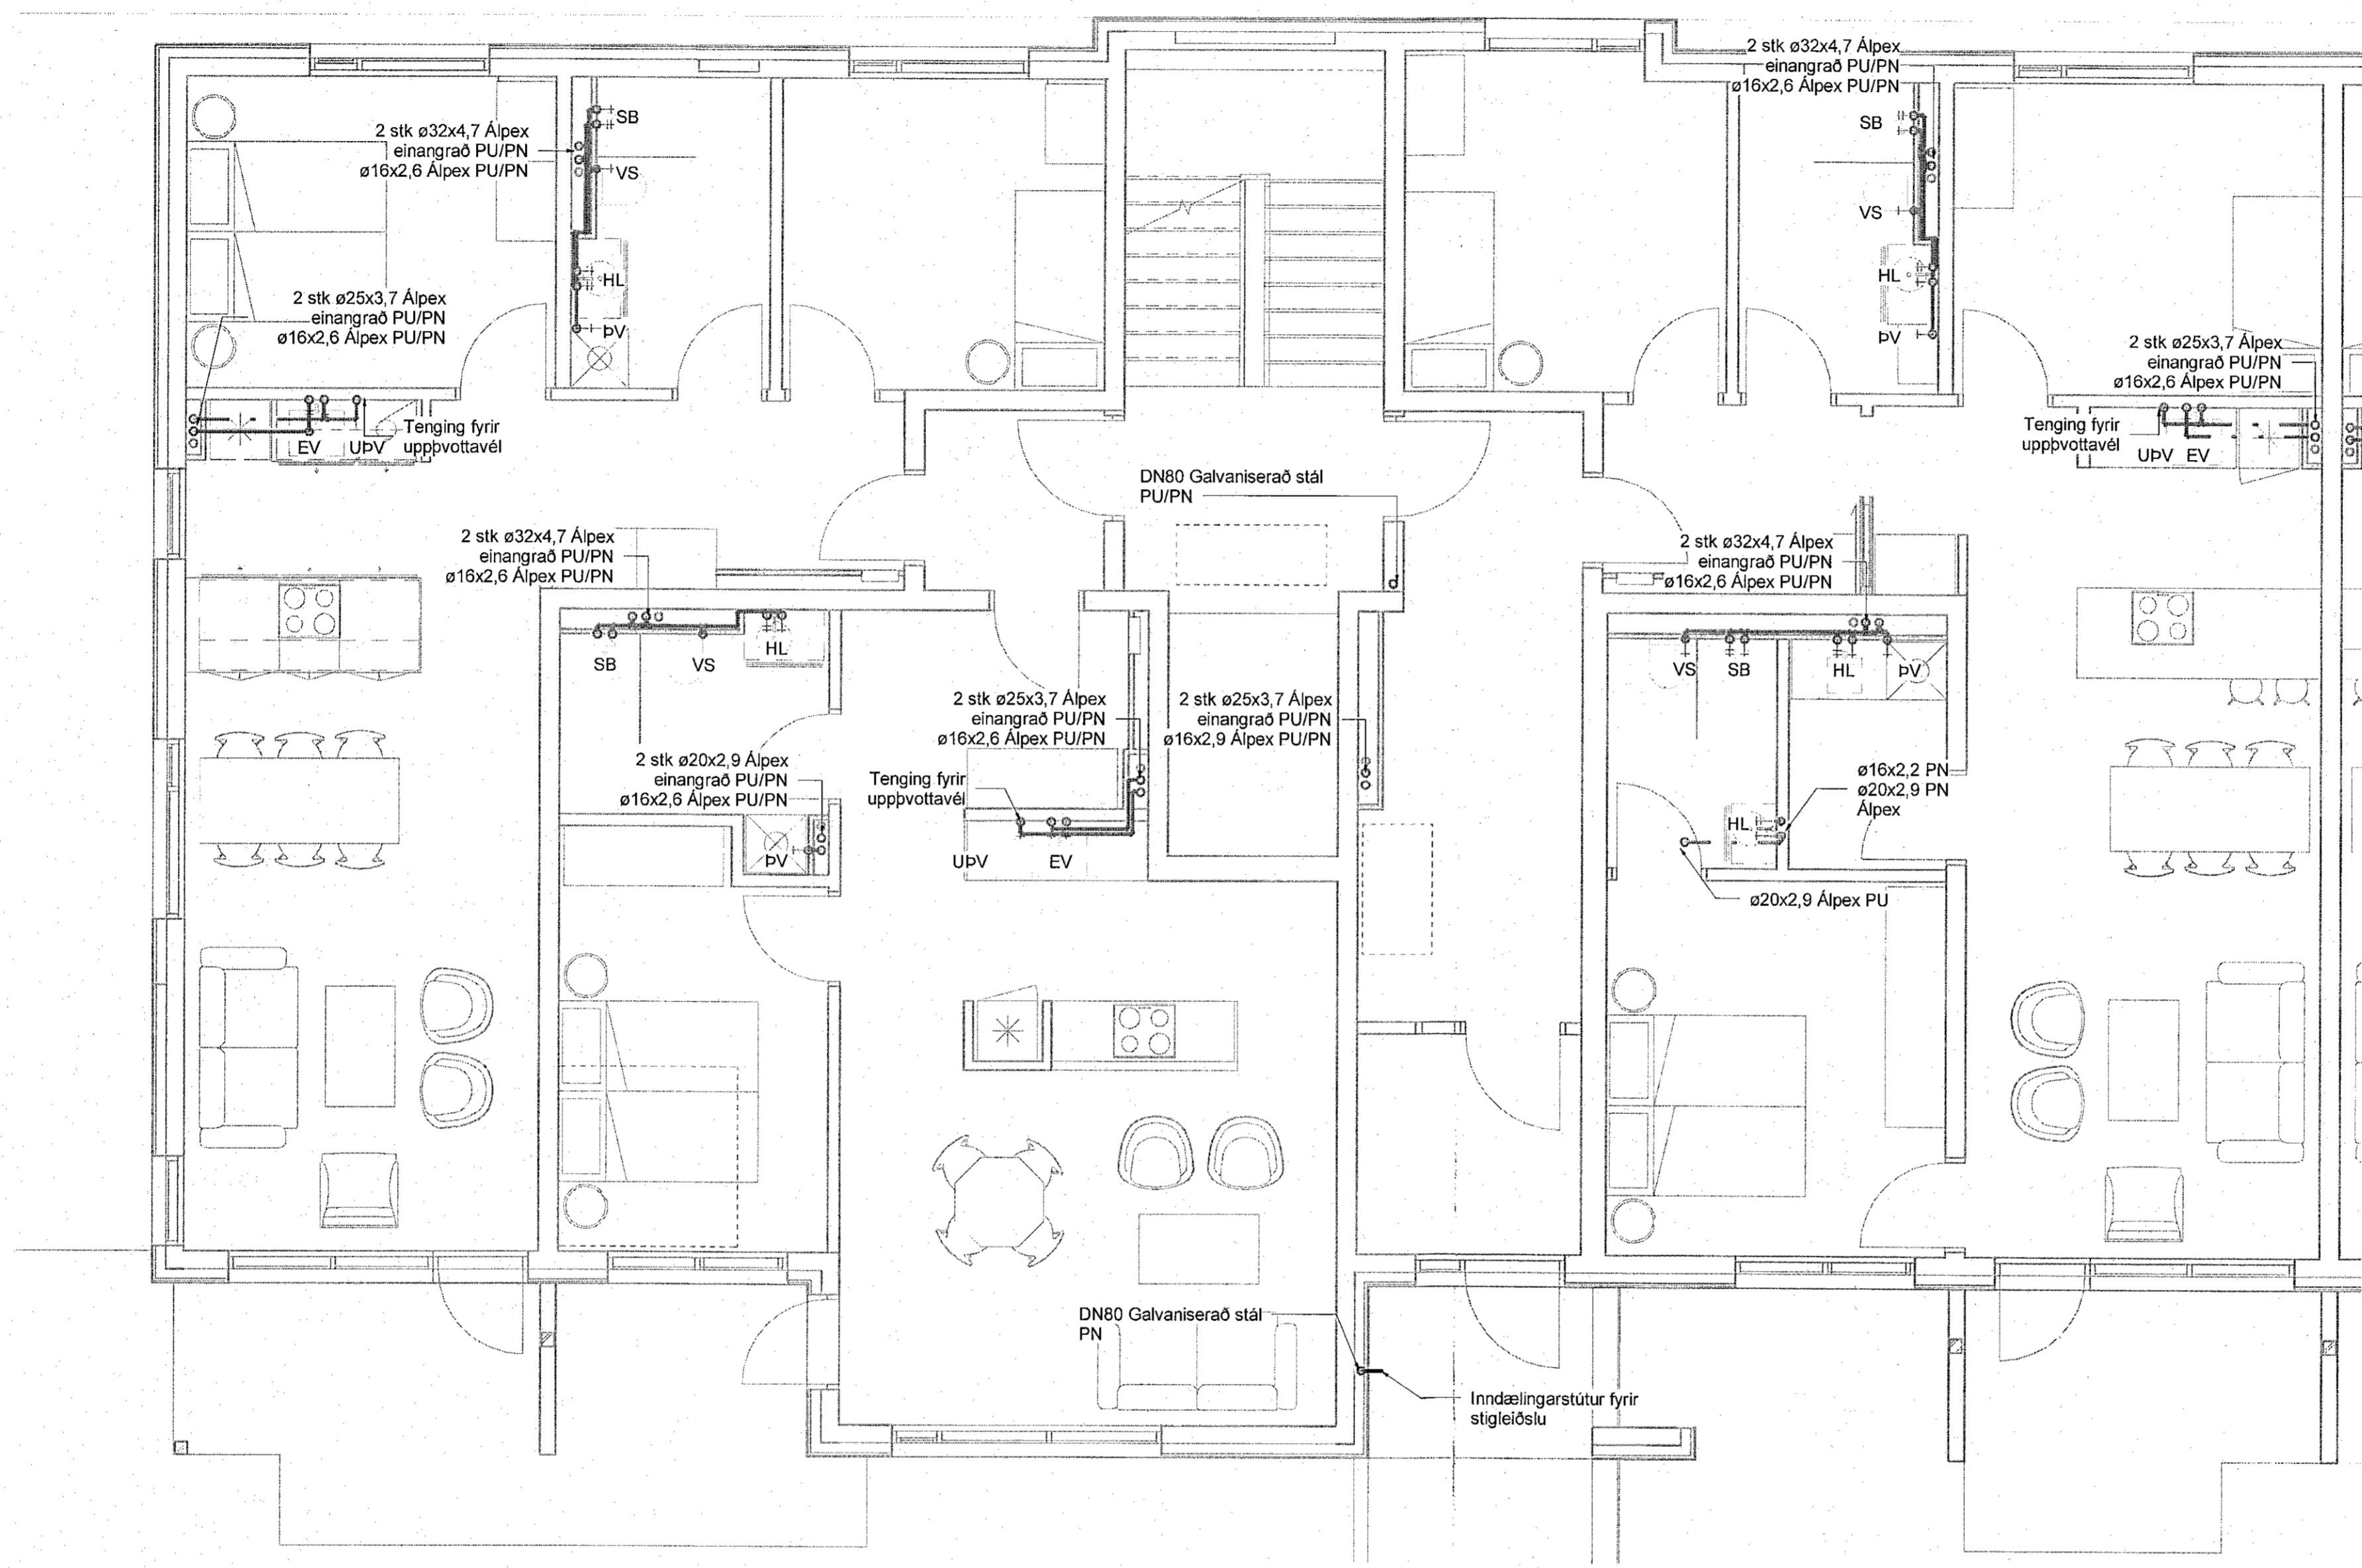 2 stk ø32x4,7 Álpex
einangrað PU/PN
ø16x2,6 Álpex PU/PN
SB
VS
HL
ÞV
2 stk ø25x3,7 Álpex
einangrað PU/PN
ø16x2,6 Álpex PU/PN
EV
UÞV
Tenging fyrir
uppþvottavél
2 stk ø32x4,7 Álpex
einangrað PU/PN
ø16x2,6 Álpex PU/PN
SB
VS
HL
ÞV
2 stk ø25x3,7 Álpex
einangrað PU/PN
ø16x2,6 Álpex PU/PN
Tenging fyrir
uppþvottavél
UÞV
EV
DN80 Galvaniserað stál
PU/PN
2 stk ø32x4,7 Álpex
einangrað PU/PN
ø16x2,6 Álpex PU/PN
SB
VS
HL
2 stk ø20x2,9 Álpex
einangrað PU/PN
ø16x2,6 Álpex PU/PN
ÞV
2 stk ø25x3,7 Álpex
einangrað PU/PN
ø16x2,6 Álpex PU/PN
Tenging fyrir
uppþvottavél
UÞV
EV
2 stk ø25x3,7 Álpex
einangrað PU/PN
ø16x2,9 Álpex PU/PN
2 stk ø32x4,7 Álpex
einangrað PU/PN
ø16x2,6 Álpex PU/PN
VS
SB
HL
ÞV
ø16x2,2 PN
ø20x2,9 PN
Álpex
HL
ø20x2,9 Álpex PU
DN80 Galvaniserað stál
PN
Inndælingarstútur fyrir
stigleiðslu